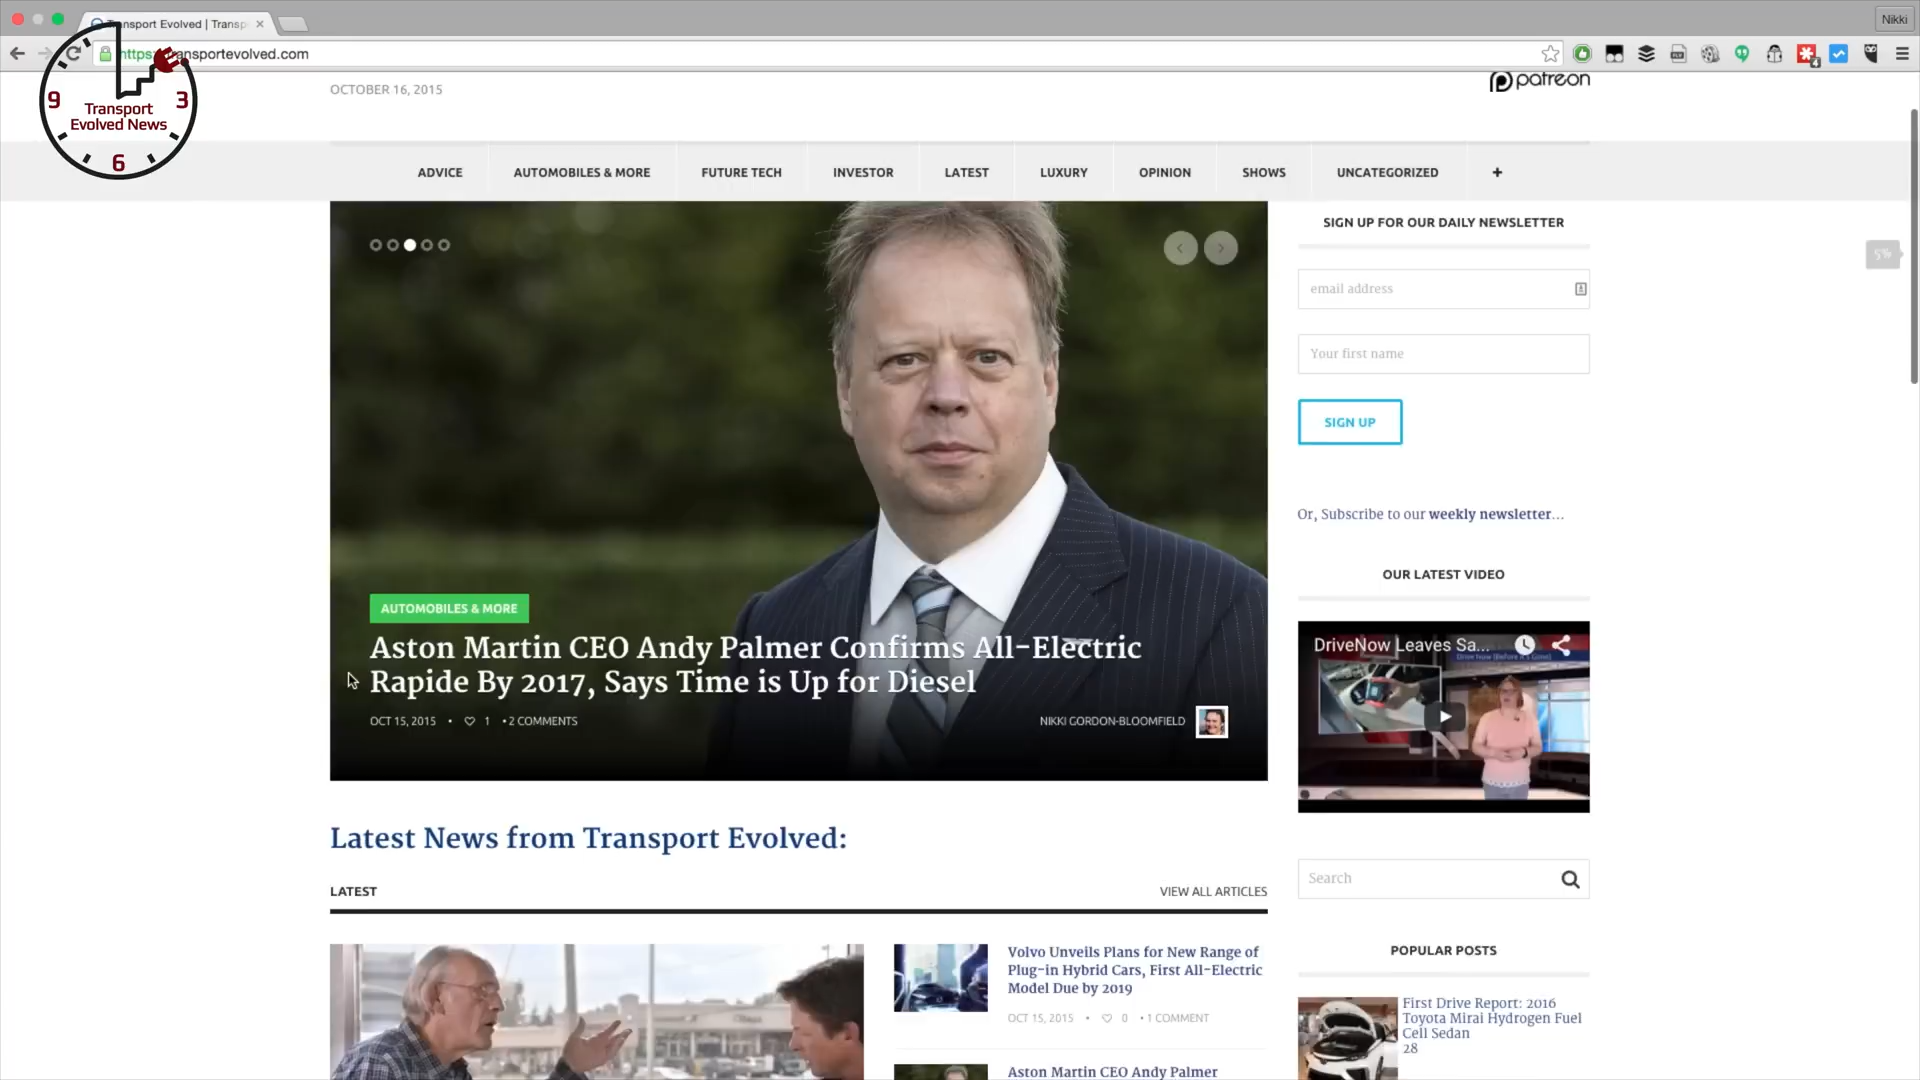 Transport Evolved | Transp
Nikki
https://transportevolved.com
9
3
6
Transport
Evolved News
OCTOBER 16, 2015
patreon
ADVICE
AUTOMOBILES & MORE
FUTURE TECH
INVESTOR
LATEST
LUXURY
OPINION
SHOWS
UNCATEGORIZED
+
SIGN UP FOR OUR DAILY NEWSLETTER
5%
email address
Your first name
SIGN UP
Or, Subscribe to our weekly newsletter...
AUTOMOBILES & MORE
Aston Martin CEO Andy Palmer Confirms All-Electric
Rapide By 2017, Says Time is Up for Diesel
OCT 15, 2015 • 1 • 2 COMMENTS
NIKKI GORDON-BLOOMFIELD
OUR LATEST VIDEO
DriveNow Leaves Sa...
Latest News from Transport Evolved:
LATEST
VIEW ALL ARTICLES
Search
Volvo Unveils Plans for New Range of
Plug-in Hybrid Cars, First All-Electric
Model Due by 2019
OCT 15, 2015 • 0 • 1 COMMENT
Aston Martin CEO Andy Palmer
POPULAR POSTS
First Drive Report: 2016
Toyota Mirai Hydrogen Fuel
Cell Sedan
28